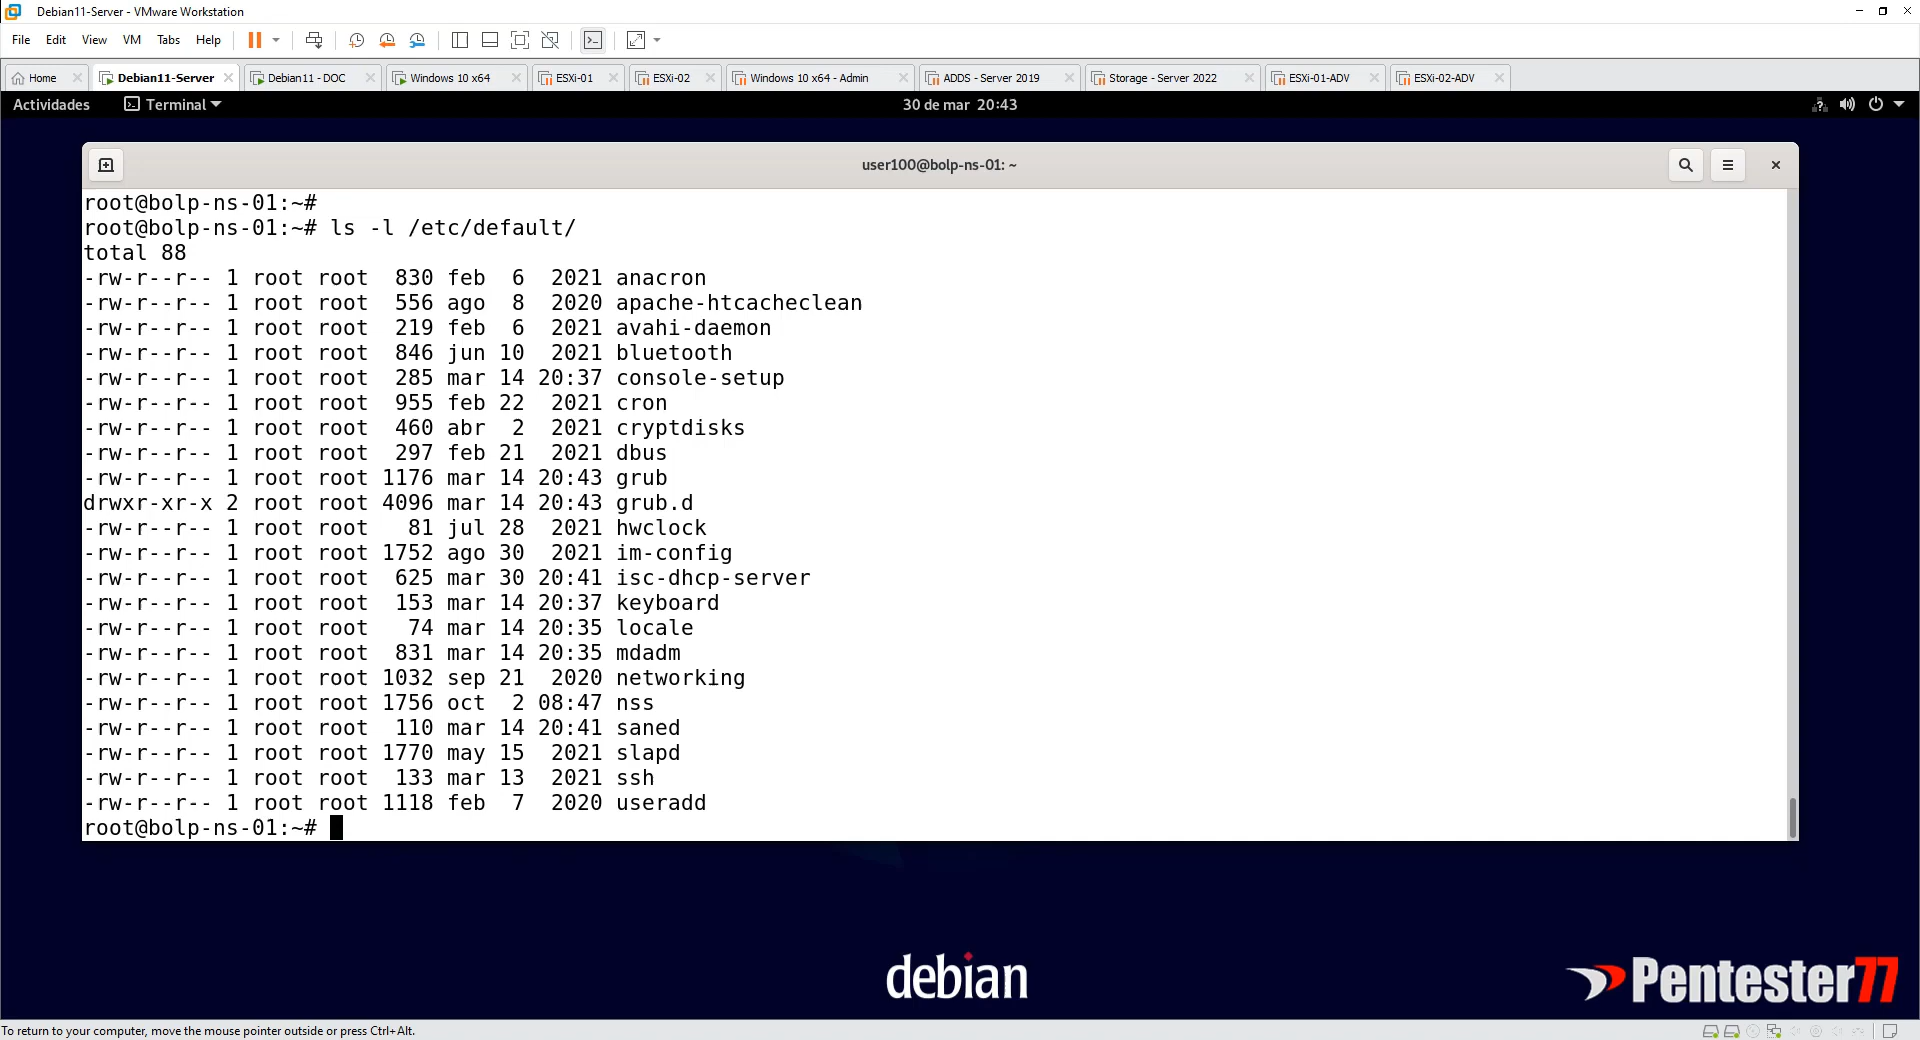 Debian11-Server - VMware Workstation
File Edit View VM Tabs Help
Home Debian11-Server Debian11 - DOC Windows 10 x64 ESXi-01 ESXi-02 Windows 10 x64 - Admin ADDS - Server 2019 Storage - Server 2022 ESXi-01-ADV ESXi-02-ADV
Actividades Terminal 30 de mar 20:43
user100@bolp-ns-01: ~
root@bolp-ns-01:~#
root@bolp-ns-01:~# ls -l /etc/default/
total 88
-rw-r--r-- 1 root root  830 feb  6  2021 anacron
-rw-r--r-- 1 root root  556 ago  8  2020 apache-htcacheclean
-rw-r--r-- 1 root root  219 feb  6  2021 avahi-daemon
-rw-r--r-- 1 root root  846 jun 10  2021 bluetooth
-rw-r--r-- 1 root root  285 mar 14 20:37 console-setup
-rw-r--r-- 1 root root  955 feb 22  2021 cron
-rw-r--r-- 1 root root  460 abr  2  2021 cryptdisks
-rw-r--r-- 1 root root  297 feb 21  2021 dbus
-rw-r--r-- 1 root root 1176 mar 14 20:43 grub
drwxr-xr-x 2 root root 4096 mar 14 20:43 grub.d
-rw-r--r-- 1 root root   81 jul 28  2021 hwclock
-rw-r--r-- 1 root root 1752 ago 30  2021 im-config
-rw-r--r-- 1 root root  625 mar 30 20:41 isc-dhcp-server
-rw-r--r-- 1 root root  153 mar 14 20:37 keyboard
-rw-r--r-- 1 root root   74 mar 14 20:35 locale
-rw-r--r-- 1 root root  831 mar 14 20:35 mdadm
-rw-r--r-- 1 root root 1032 sep 21  2020 networking
-rw-r--r-- 1 root root 1756 oct  2 08:47 nss
-rw-r--r-- 1 root root  110 mar 14 20:41 saned
-rw-r--r-- 1 root root 1770 may 15  2021 slapd
-rw-r--r-- 1 root root  133 mar 13  2021 ssh
-rw-r--r-- 1 root root 1118 feb  7  2020 useradd
root@bolp-ns-01:~#
debian
Pentester77
To return to your computer, move the mouse pointer outside or press Ctrl+Alt.